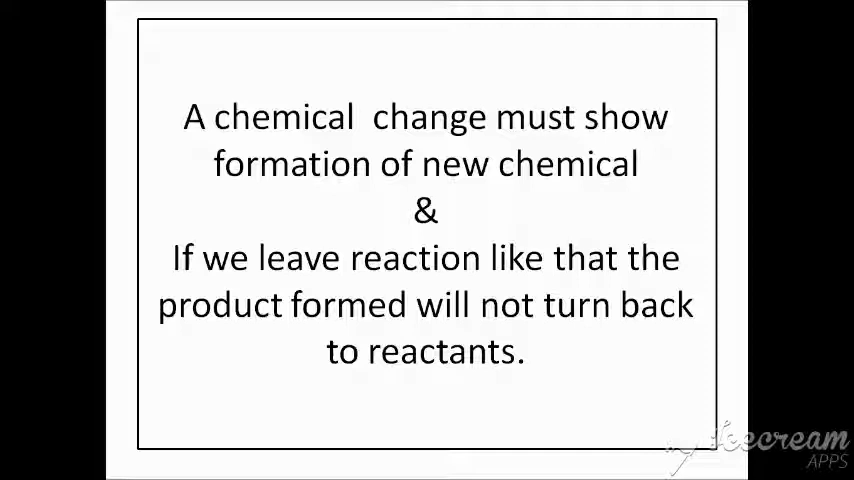 A chemical  change must show
formation of new chemical
&
If we leave reaction like that the
product formed will not turn back
to reactants.
my Icecream
APPS